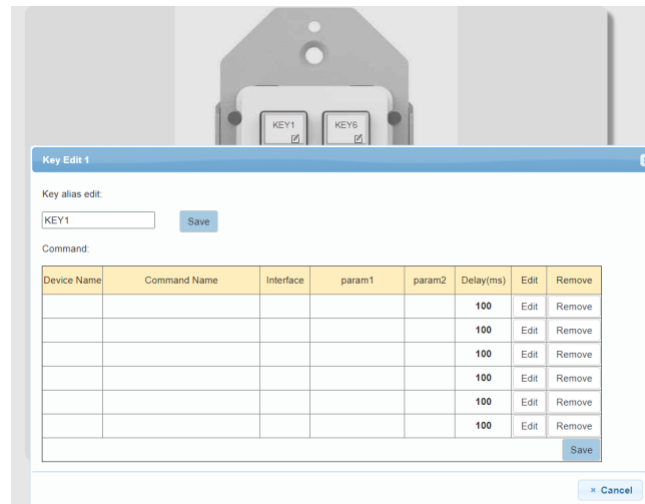 KEY1 KEY6
Key Edit 1
Key alias edit:
KEY1 Save
Command:
Device Name Command Name Interface param1 param2 Delay(ms) Edit Remove
100 Edit Remove
100 Edit Remove
100 Edit Remove
100 Edit Remove
100 Edit Remove
100 Edit Remove
Save
× Cancel